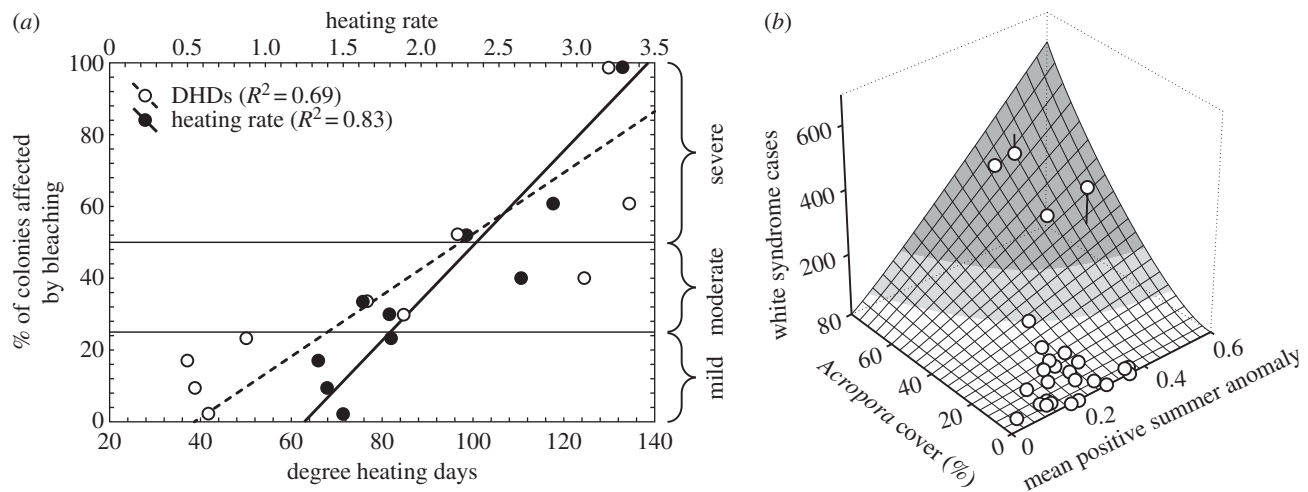 (a)
heating rate
0 0.5 1.0 1.5 2.0 2.5 3.0 3.5
100
80
60
40
20
0
% of colonies affected
by bleaching
DHDs (R² = 0.69)
heating rate (R² = 0.83)
severe
moderate
mild
20 40 60 80 100 120 140
degree heating days
(b)
white syndrome cases
600
400
200
80
60
40
20
0
Acropora cover (%)
0
0.2
0.4
0.6
mean positive summer anomaly